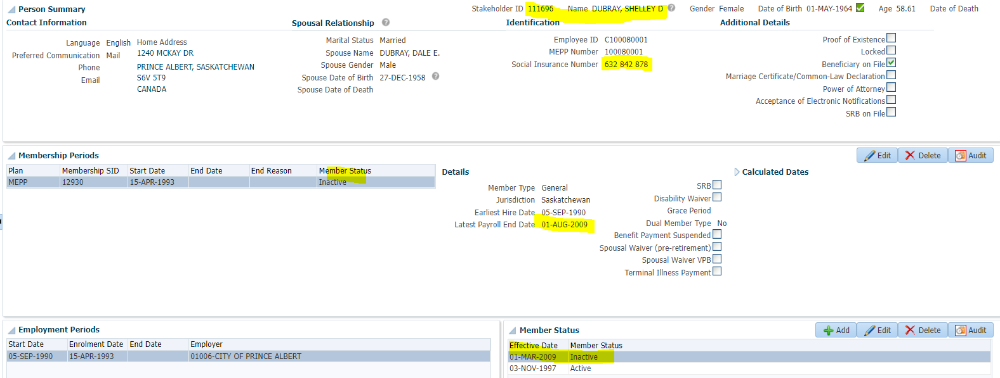 Person Summary
Stakeholder ID 111696 Name DUBRAY, SHELLEY D Gender Female Date of Birth 01-MAY-1964 Age 58.61 Date of Death
Contact Information
Language English
Preferred Communication Mail
Phone
Email
Home Address
1240 MCKAY DR
PRINCE ALBERT, SASKATCHEWAN
S6V 5T9
CANADA
Spousal Relationship
Marital Status Married
Spouse Name DUBRAY, DALE E.
Spouse Gender Male
Spouse Date of Birth 27-DEC-1958
Spouse Date of Death
Identification
Employee ID C100080001
MEPP Number 100080001
Social Insurance Number 632 842 878
Additional Details
Proof of Existence
Locked
Beneficiary on File
Marriage Certificate/Common-Law Declaration
Power of Attorney
Acceptance of Electronic Notifications
SRB on File
Membership Periods
Edit Delete Audit
Plan Membership SID Start Date End Date End Reason Member Status
MEPP 12930 15-APR-1993 Inactive
Details
Member Type General
Jurisdiction Saskatchewan
Earliest Hire Date 05-SEP-1990
Latest Payroll End Date 01-AUG-2009
SRB
Disability Waiver
Grace Period
Dual Member Type No
Benefit Payment Suspended
Spousal Waiver (pre-retirement)
Spousal Waiver VPB
Terminal Illness Payment
Calculated Dates
Employment Periods
Start Date Enrolment Date End Date Employer
05-SEP-1990 15-APR-1993 01006-CITY OF PRINCE ALBERT
Member Status
Add Edit Delete Audit
Effective Date Member Status
01-MAR-2009 Inactive
03-NOV-1997 Active